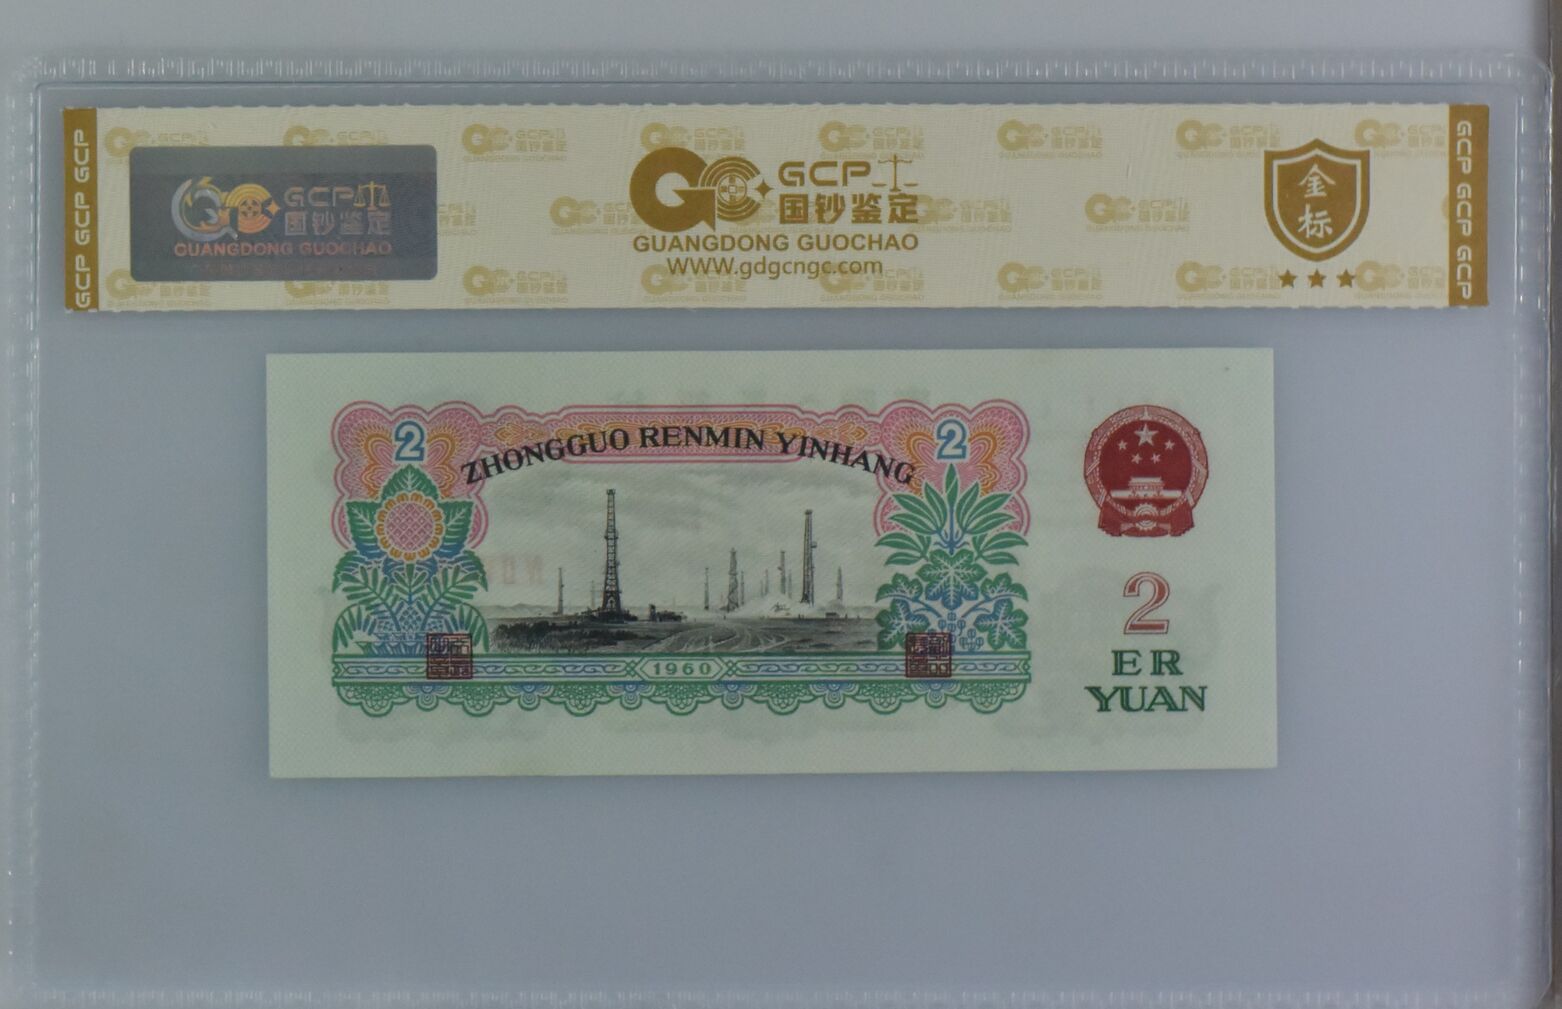 GCP GCP GCP
GCP
国钞鉴定
GUANGDONG GUOCHAO
GCP
国钞鉴定
GUANGDONG GUOCHAO
www.gdgcngc.com
金
标
GCP GCP GCP
2
2
ZHONGGUO RENMIN YINHANG
1960
2
ER
YUAN